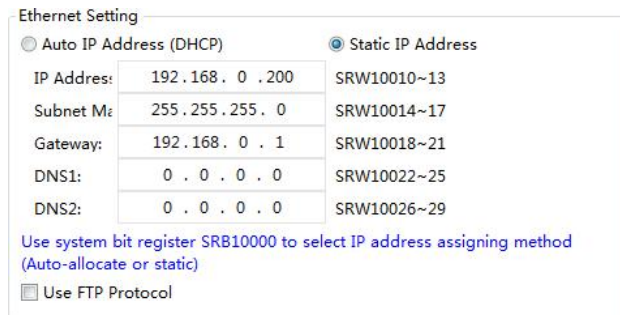 Ethernet Setting
Auto IP Address (DHCP) Static IP Address
IP Address: 192.168. 0 .200 SRW10010~13
Subnet Ma 255.255.255. 0 SRW10014~17
Gateway: 192.168. 0 . 1 SRW10018~21
DNS1: 0 . 0 . 0 . 0 SRW10022~25
DNS2: 0 . 0 . 0 . 0 SRW10026~29
Use system bit register SRB10000 to select IP address assigning method
(Auto-allocate or static)
Use FTP Protocol